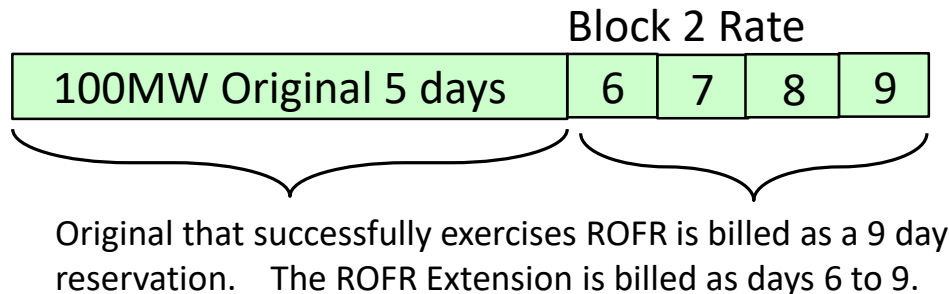 Block 2 Rate
100MW Original 5 days 6 7 8 9
Original that successfully exercises ROFR is billed as a 9 day
reservation. The ROFR Extension is billed as days 6 to 9.